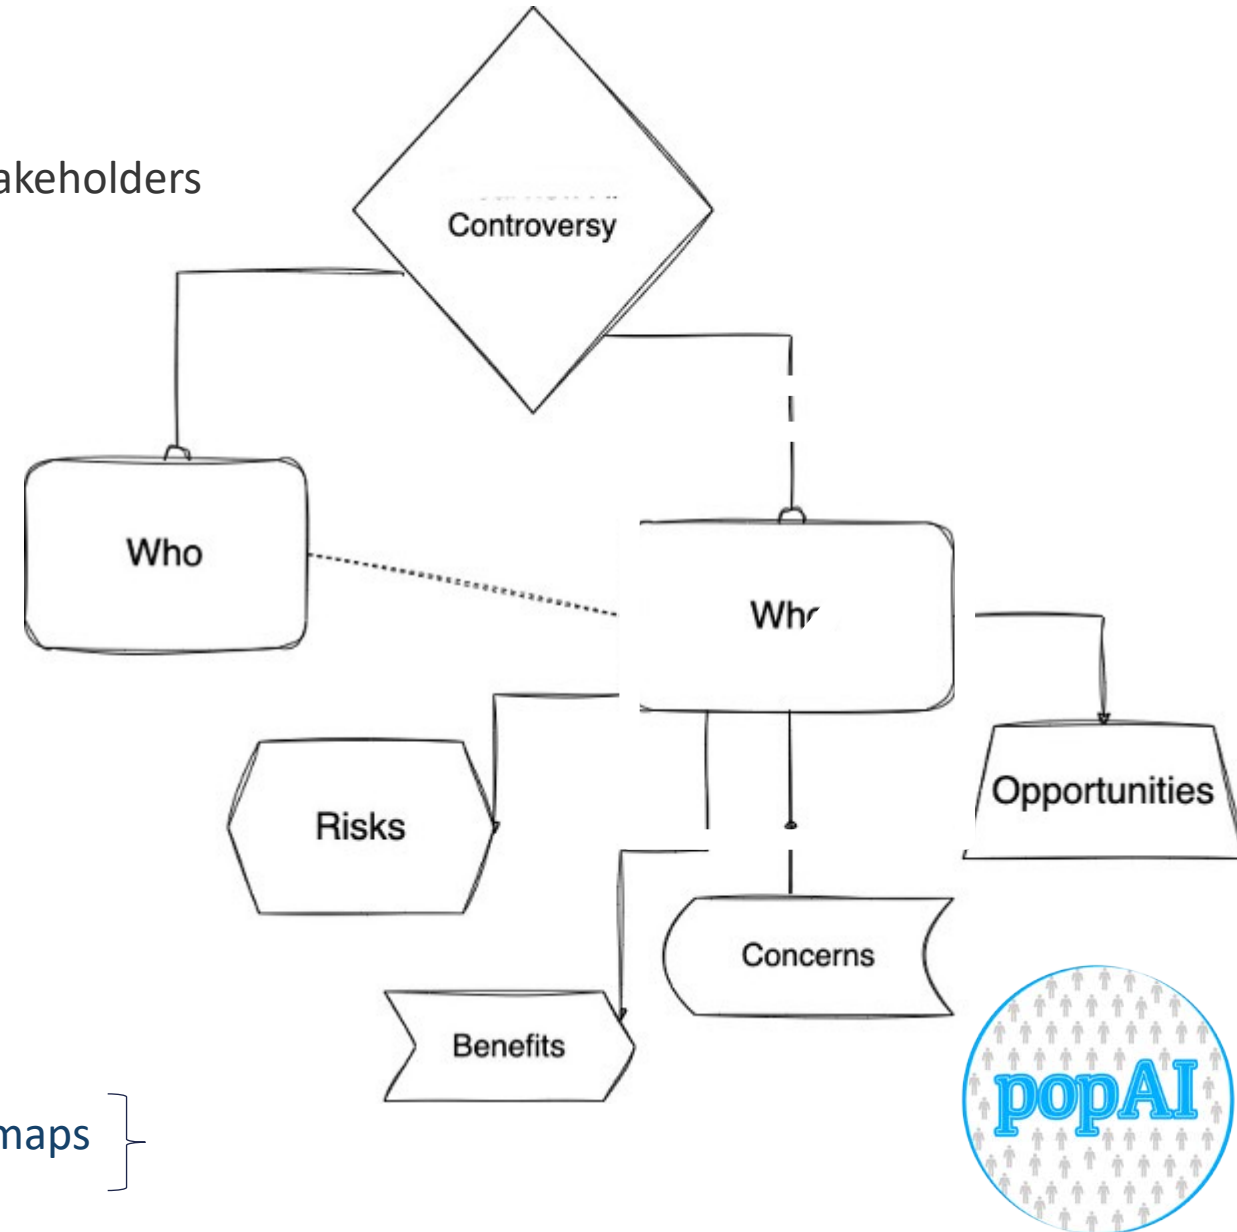 akeholders
Controversy
Who
Who
Risks
Opportunities
Concerns
Benefits
maps
popAI